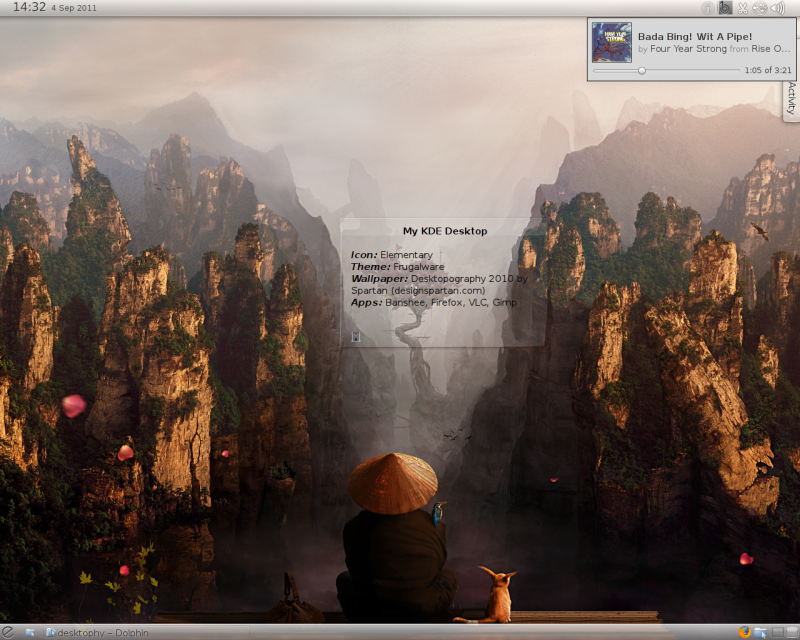 14:32 4 Sep 2011
Bada Bing! Wit A Pipe!
by Four Year Strong from Rise O...
1:05 of 3:21
Activity
My KDE Desktop
Icon: Elementary
Theme: Frugalware
Wallpaper: Desktopography 2010 by
Spartan (designspartan.com)
Apps: Banshee, Firefox, VLC, Gimp
desktophy – Dolphin